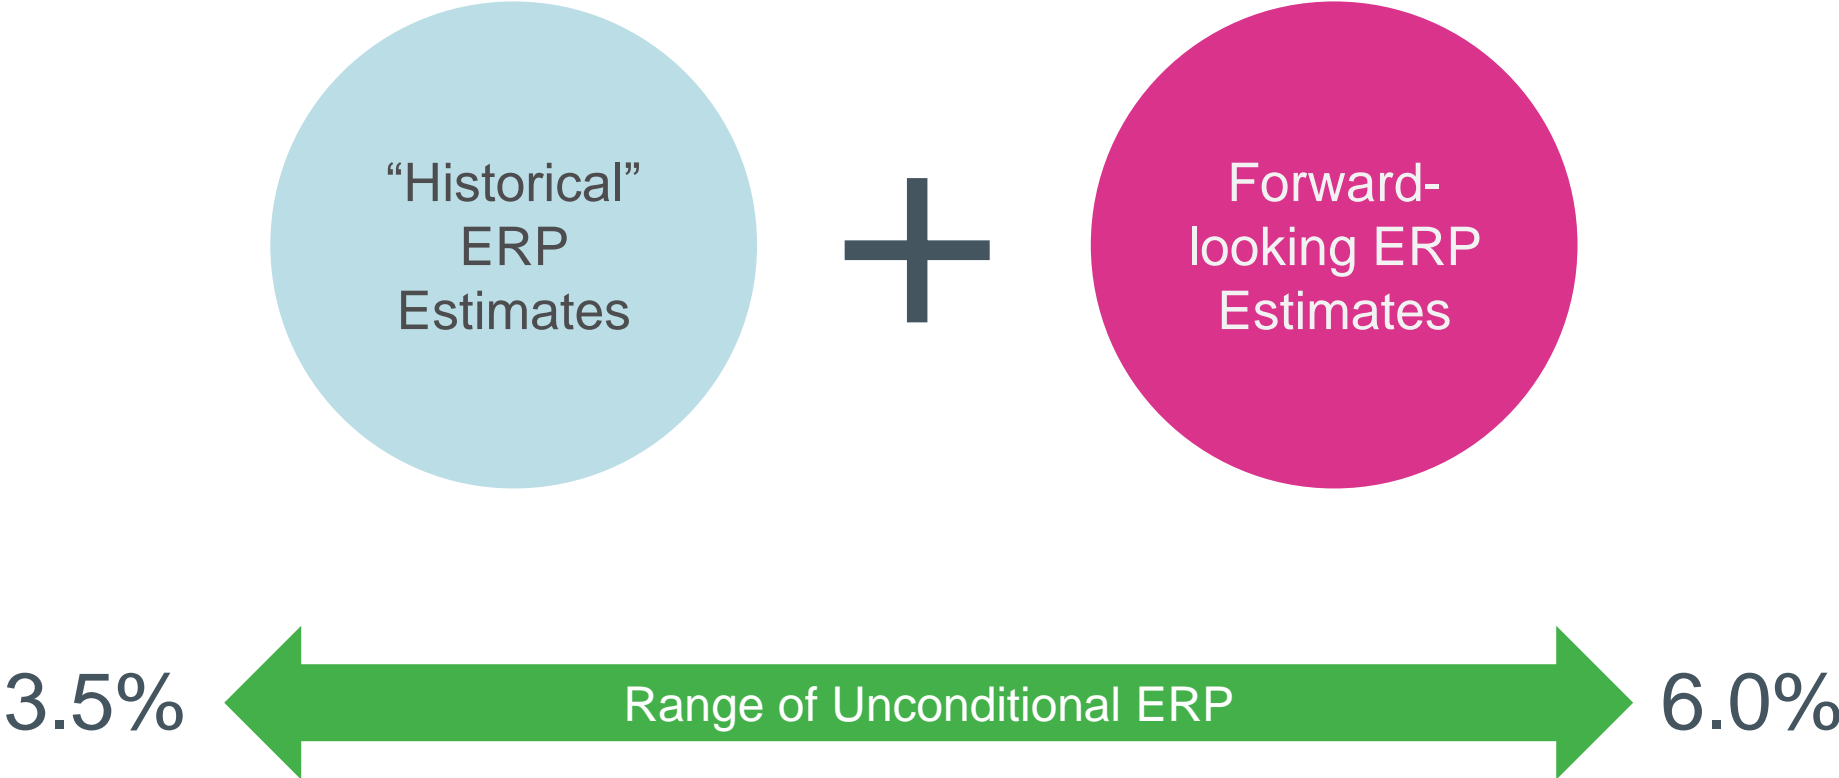 “Historical”
ERP
Estimates
Forward-
looking ERP
Estimates
3.5%
Range of Unconditional ERP
6.0%